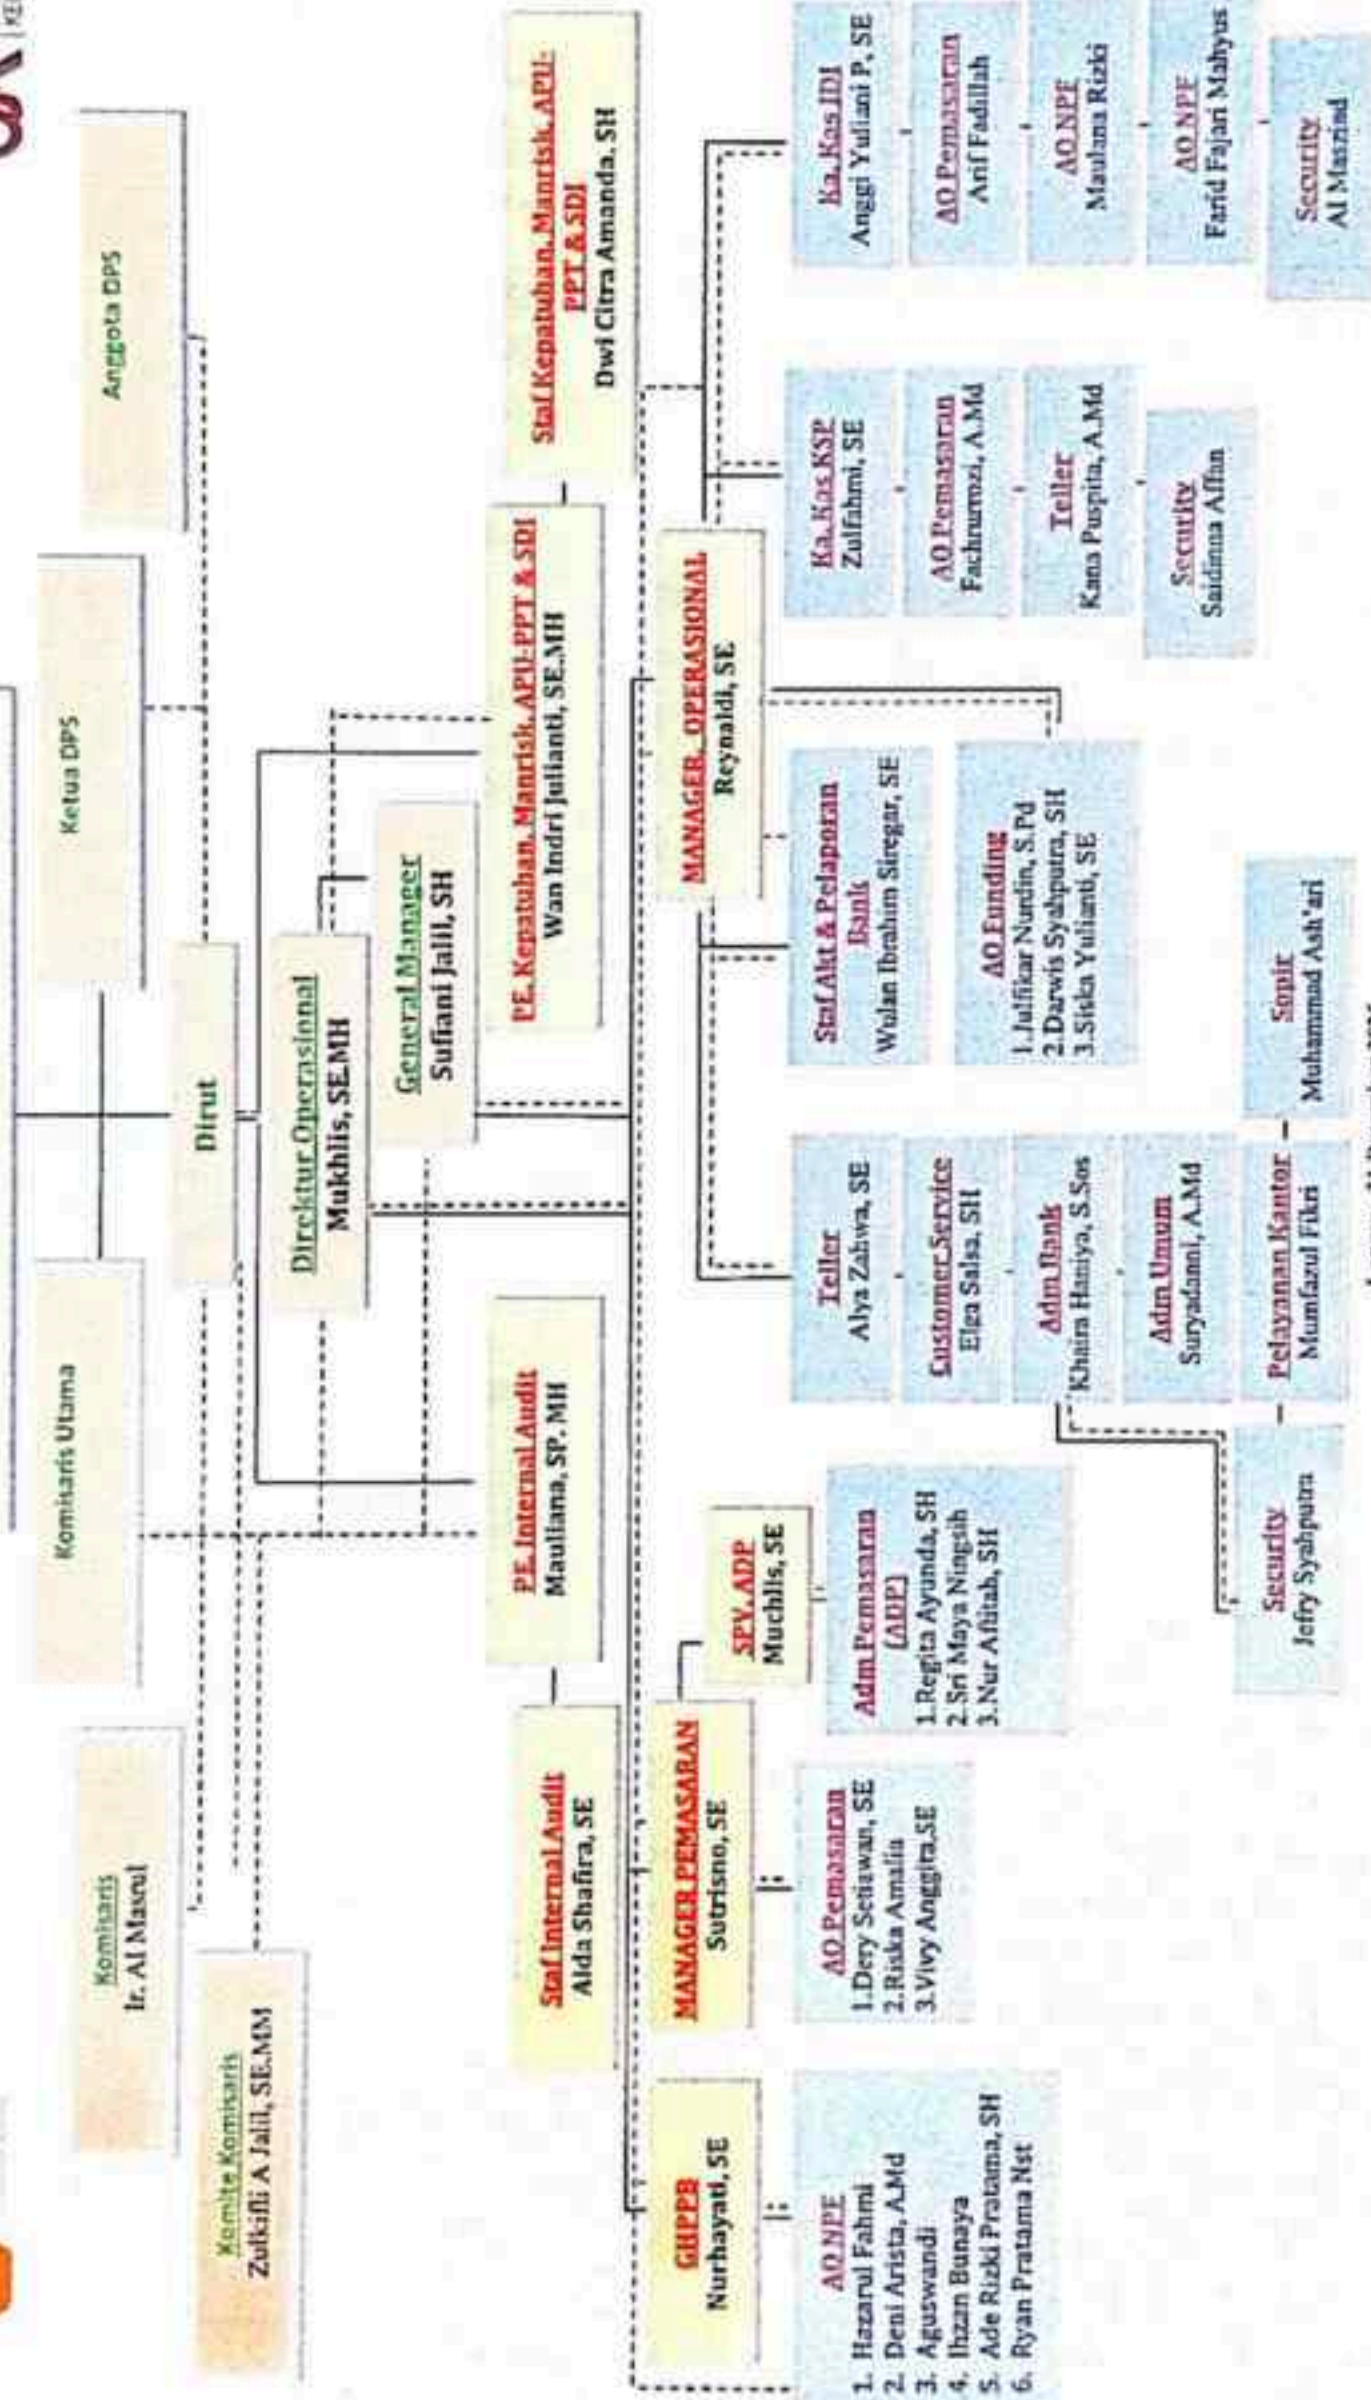 Komisaris Utama
Ketua DPS
Anggota DPS
Komisaris
Ir. Al Masrul
Komite Komisaris
Zulkifli A Jalil, SE.MM
Dirut
Direktur Operasional
Mukhlis, SE.MH
General Manager
Sufiani Jalil, SH
Staf Internal Audit
Alda Shafira, SE
PE. Internal Audit
Mauliana, SP. MH
PE. Kepatuhan, Manrisk, APU-PPT & SDI
Wan Indri Julianti, SE.MH
Staf Kepatuhan, Manrisk, APU-
PPT & SDI
Dwi Citra Amanda, SH
GHPPB
Nurhayati, SE
MANAGER PEMASARAN
Sutrisno, SE
SPV. ADP
Muchlis, SE
MANAGER OPERASIONAL
Reynaldi, SE
AO NPF
1. Hazarul Fahmi
2. Deni Arista, A.Md
3. Aguswandi
4. Ihzan Bunaya
5. Ade Rizki Pratama, SH
6. Ryan Pratama Nst
AO Pemasaran
1.Dery Setiawan, SE
2.Riska Amalia
3.Vivy Anggita,SE
Adm Pemasaran
(ADP)
1.Regita Ayunda, SH
2.Sri Maya Ningsih
3.Nur Afitah, SH
Teller
Alya Zahwa, SE
Customer Service
Elga Salsa, SH
Adm Bank
Khaira Haniya, S.Sos
Adm Umum
Suryadanni, A.Md
Security
Jefry Syahputra
Pelayanan Kantor
Mumfazul Fikri
Sopir
Muhammad Ash'ari
Staf Akt & Pelaporan
Bank
Wulan Ibrahim Siregar, SE
AO Funding
1.Julfikar Nurdin, S.Pd
2.Darwis Syahputra, SH
3.Siska Yulianti, SE
Ka. Kas KSP
Zulfahmi, SE
AO Pemasaran
Fachrurrozi, A.Md
Teller
Kana Puspita, A.Md
Security
Saidinna Affan
Ka. Kas IDI
Anggi Yuliani P, SE
AO Pemasaran
Arif Fadillah
AO NPF
Maulana Rizki
AO NPF
Farid Fajari Mahyus
Security
Al Masriad